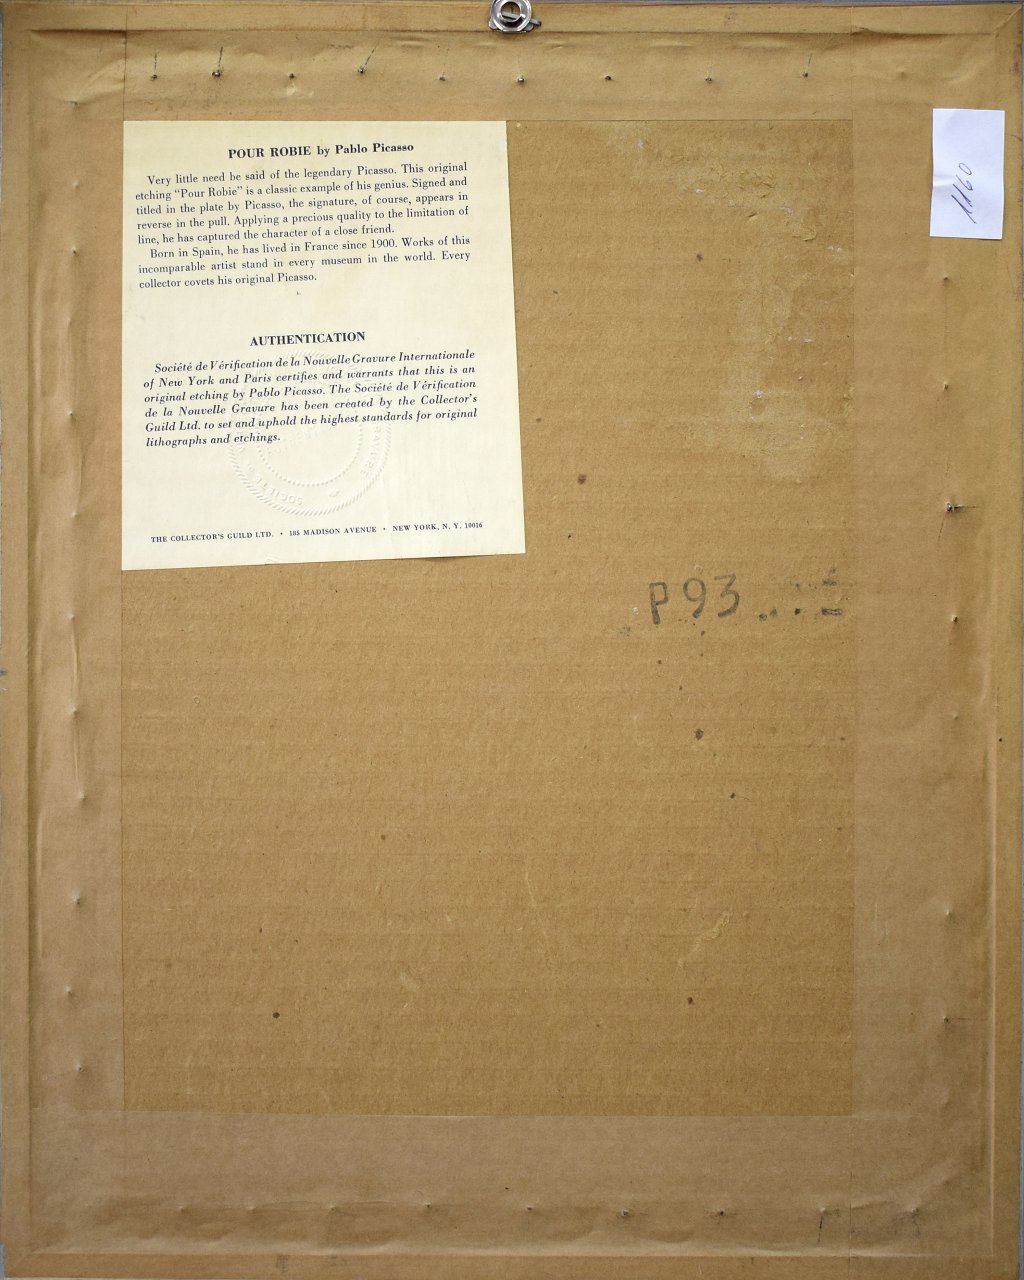 POUR ROBIE by Pablo Picasso
Very little need be said of the legendary Picasso. This original
etching “Pour Robie” is a classic example of his genius. Signed and
titled in the plate by Picasso, the signature, of course, appears in
reverse in the pull. Applying a precious quality to the limitation of
line, he has captured the character of a close friend.
Born in Spain, he has lived in France since 1900. Works of this
incomparable artist stand in every museum in the world. Every
collector covets his original Picasso.
AUTHENTICATION
Société de Vérification de la Nouvelle Gravure Internationale
of New York and Paris certifies and warrants that this is an
original etching by Pablo Picasso. The Société de Vérification
de la Nouvelle Gravure has been created by the Collector's
Guild Ltd. to set and uphold the highest standards for original
lithographs and etchings.
THE COLLECTOR'S GUILD LTD. • 185 MADISON AVENUE • NEW YORK, N. Y. 10016
1160
P93